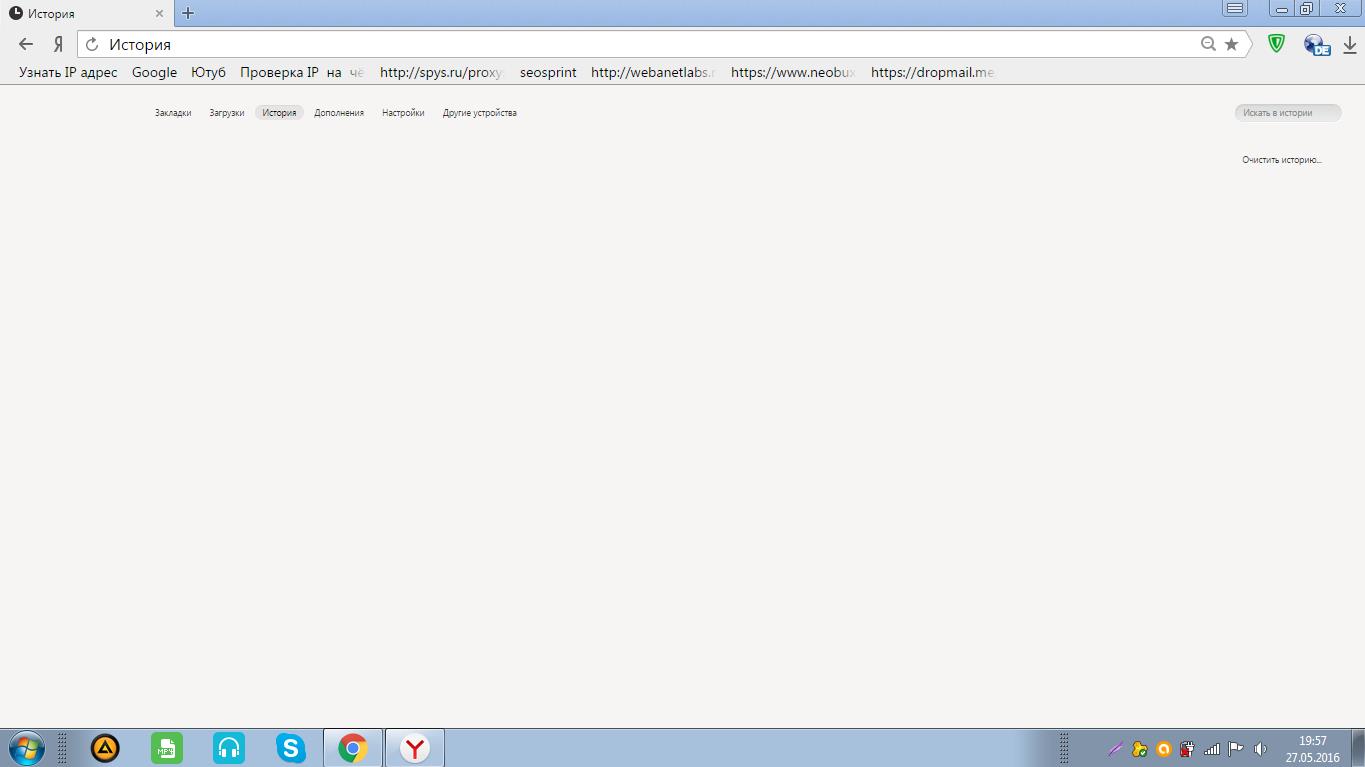 История
Я История
Узнать IP адрес Google Ютуб Проверка IP на чё http://spys.ru/proxy seosprint http://webanetlabs. https://www.neobux https://dropmail.me
Закладки Загрузки История Дополнения Настройки Другие устройства Искать в истории
Очистить историю...
DE
MP3
S
Y
19:57
27.05.2016